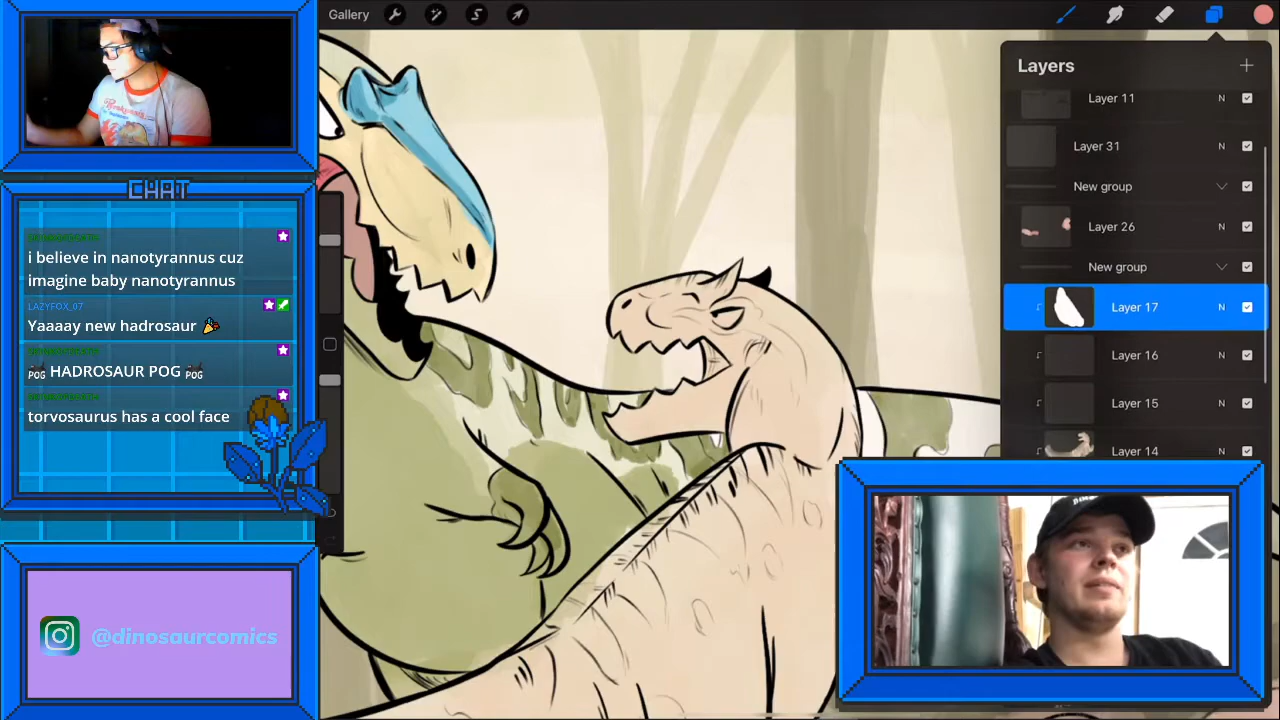 Gallery
Layers
Layer 11 N
Layer 31 N
New group
Layer 26 N
New group
Layer 17 N
Layer 16 N
Layer 15 N
Layer 14 N
CHAT
i believe in nanotyrannus cuz
imagine baby nanotyrannus
LAZYFOX_07
Yaaaay new hadrosaur 🎉
POG HADROSAUR POG POG
torvosaurus has a cool face
@dinosaurcomics